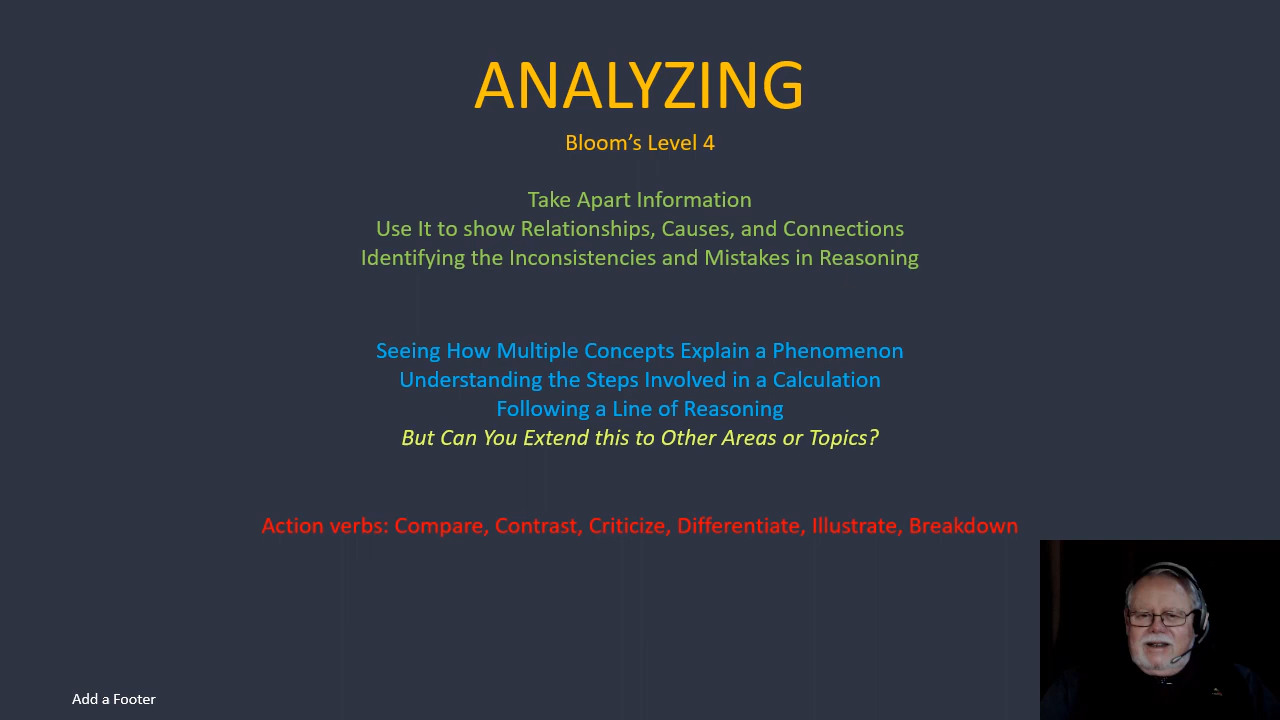 ANALYZING
Bloom’s Level 4
Take Apart Information
Use It to show Relationships, Causes, and Connections
Identifying the Inconsistencies and Mistakes in Reasoning
Seeing How Multiple Concepts Explain a Phenomenon
Understanding the Steps Involved in a Calculation
Following a Line of Reasoning
But Can You Extend this to Other Areas or Topics?
Action verbs: Compare, Contrast, Criticize, Differentiate, Illustrate, Breakdown
Add a Footer